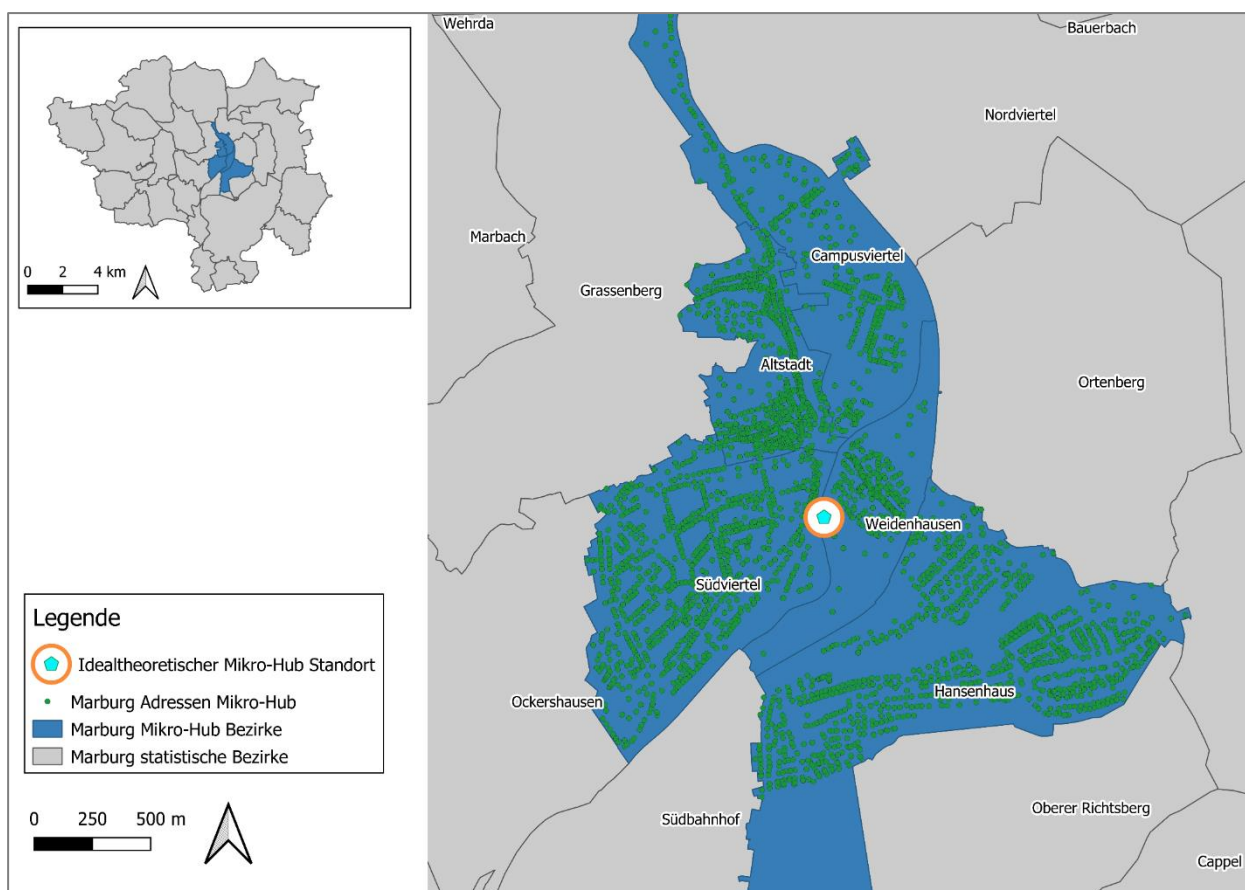 Wehrda
Bauerbach
Nordviertel
Marbach
Campusviertel
0 2 4 km
Grassenberg
Altstadt
Ortenberg
Weidenhausen
Südviertel
Legende
Idealtheoretischer Mikro-Hub Standort
Marburg Adressen Mikro-Hub
Marburg Mikro-Hub Bezirke
Marburg statistische Bezirke
Ockershausen
Hansenhaus
0 250 500 m
Südbahnhof
Oberer Richtsberg
Cappel